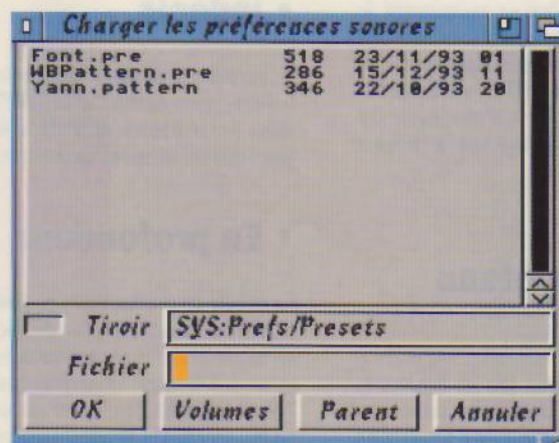 Charger les préférences sonores
Font.pre 518 23/11/93 01
WBPattern.pre 286 15/12/93 11
Yann.pattern 346 22/10/93 20
Tiroir SYS:Prefs/Presets
Fichier
OK Volumes Parent Annuler